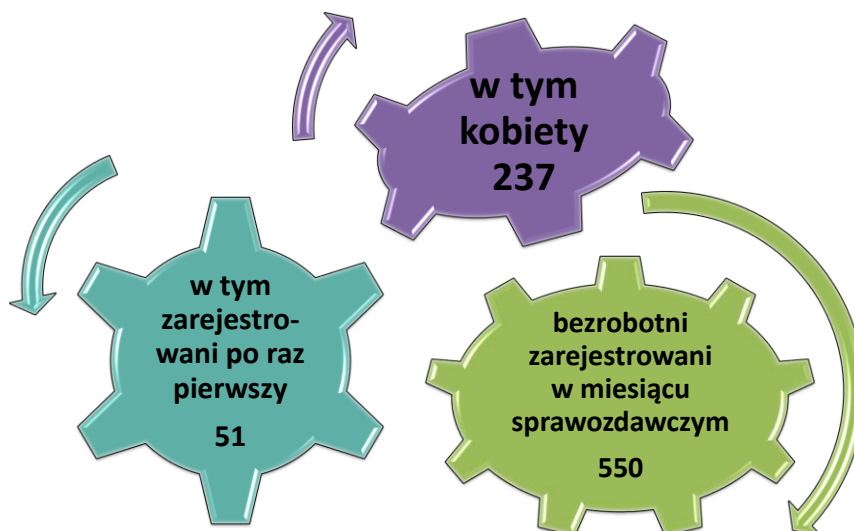 w tym
kobiety
237
w tym
zarejestro-
wani po raz
pierwszy
51
bezrobotni
zarejestrowani
w miesiącu
sprawozdawczym
550